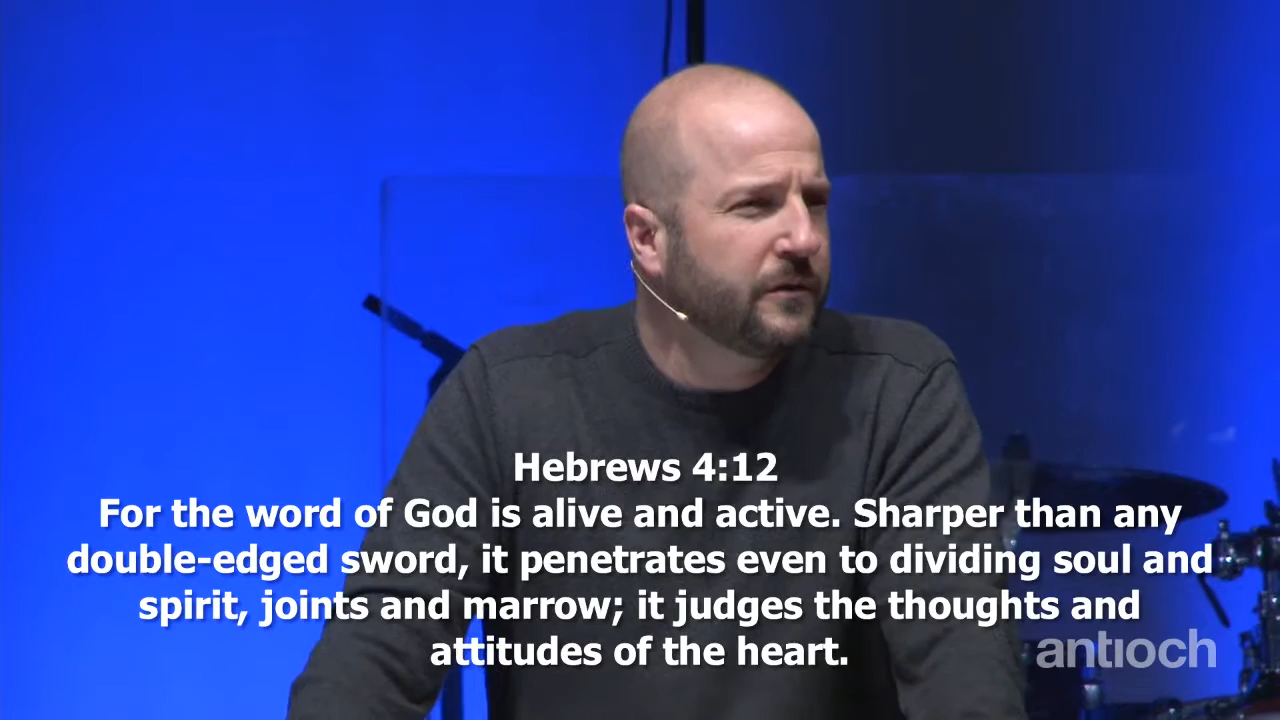 Hebrews 4:12
For the word of God is alive and active. Sharper than any
double-edged sword, it penetrates even to dividing soul and
spirit, joints and marrow; it judges the thoughts and
attitudes of the heart.
antioch